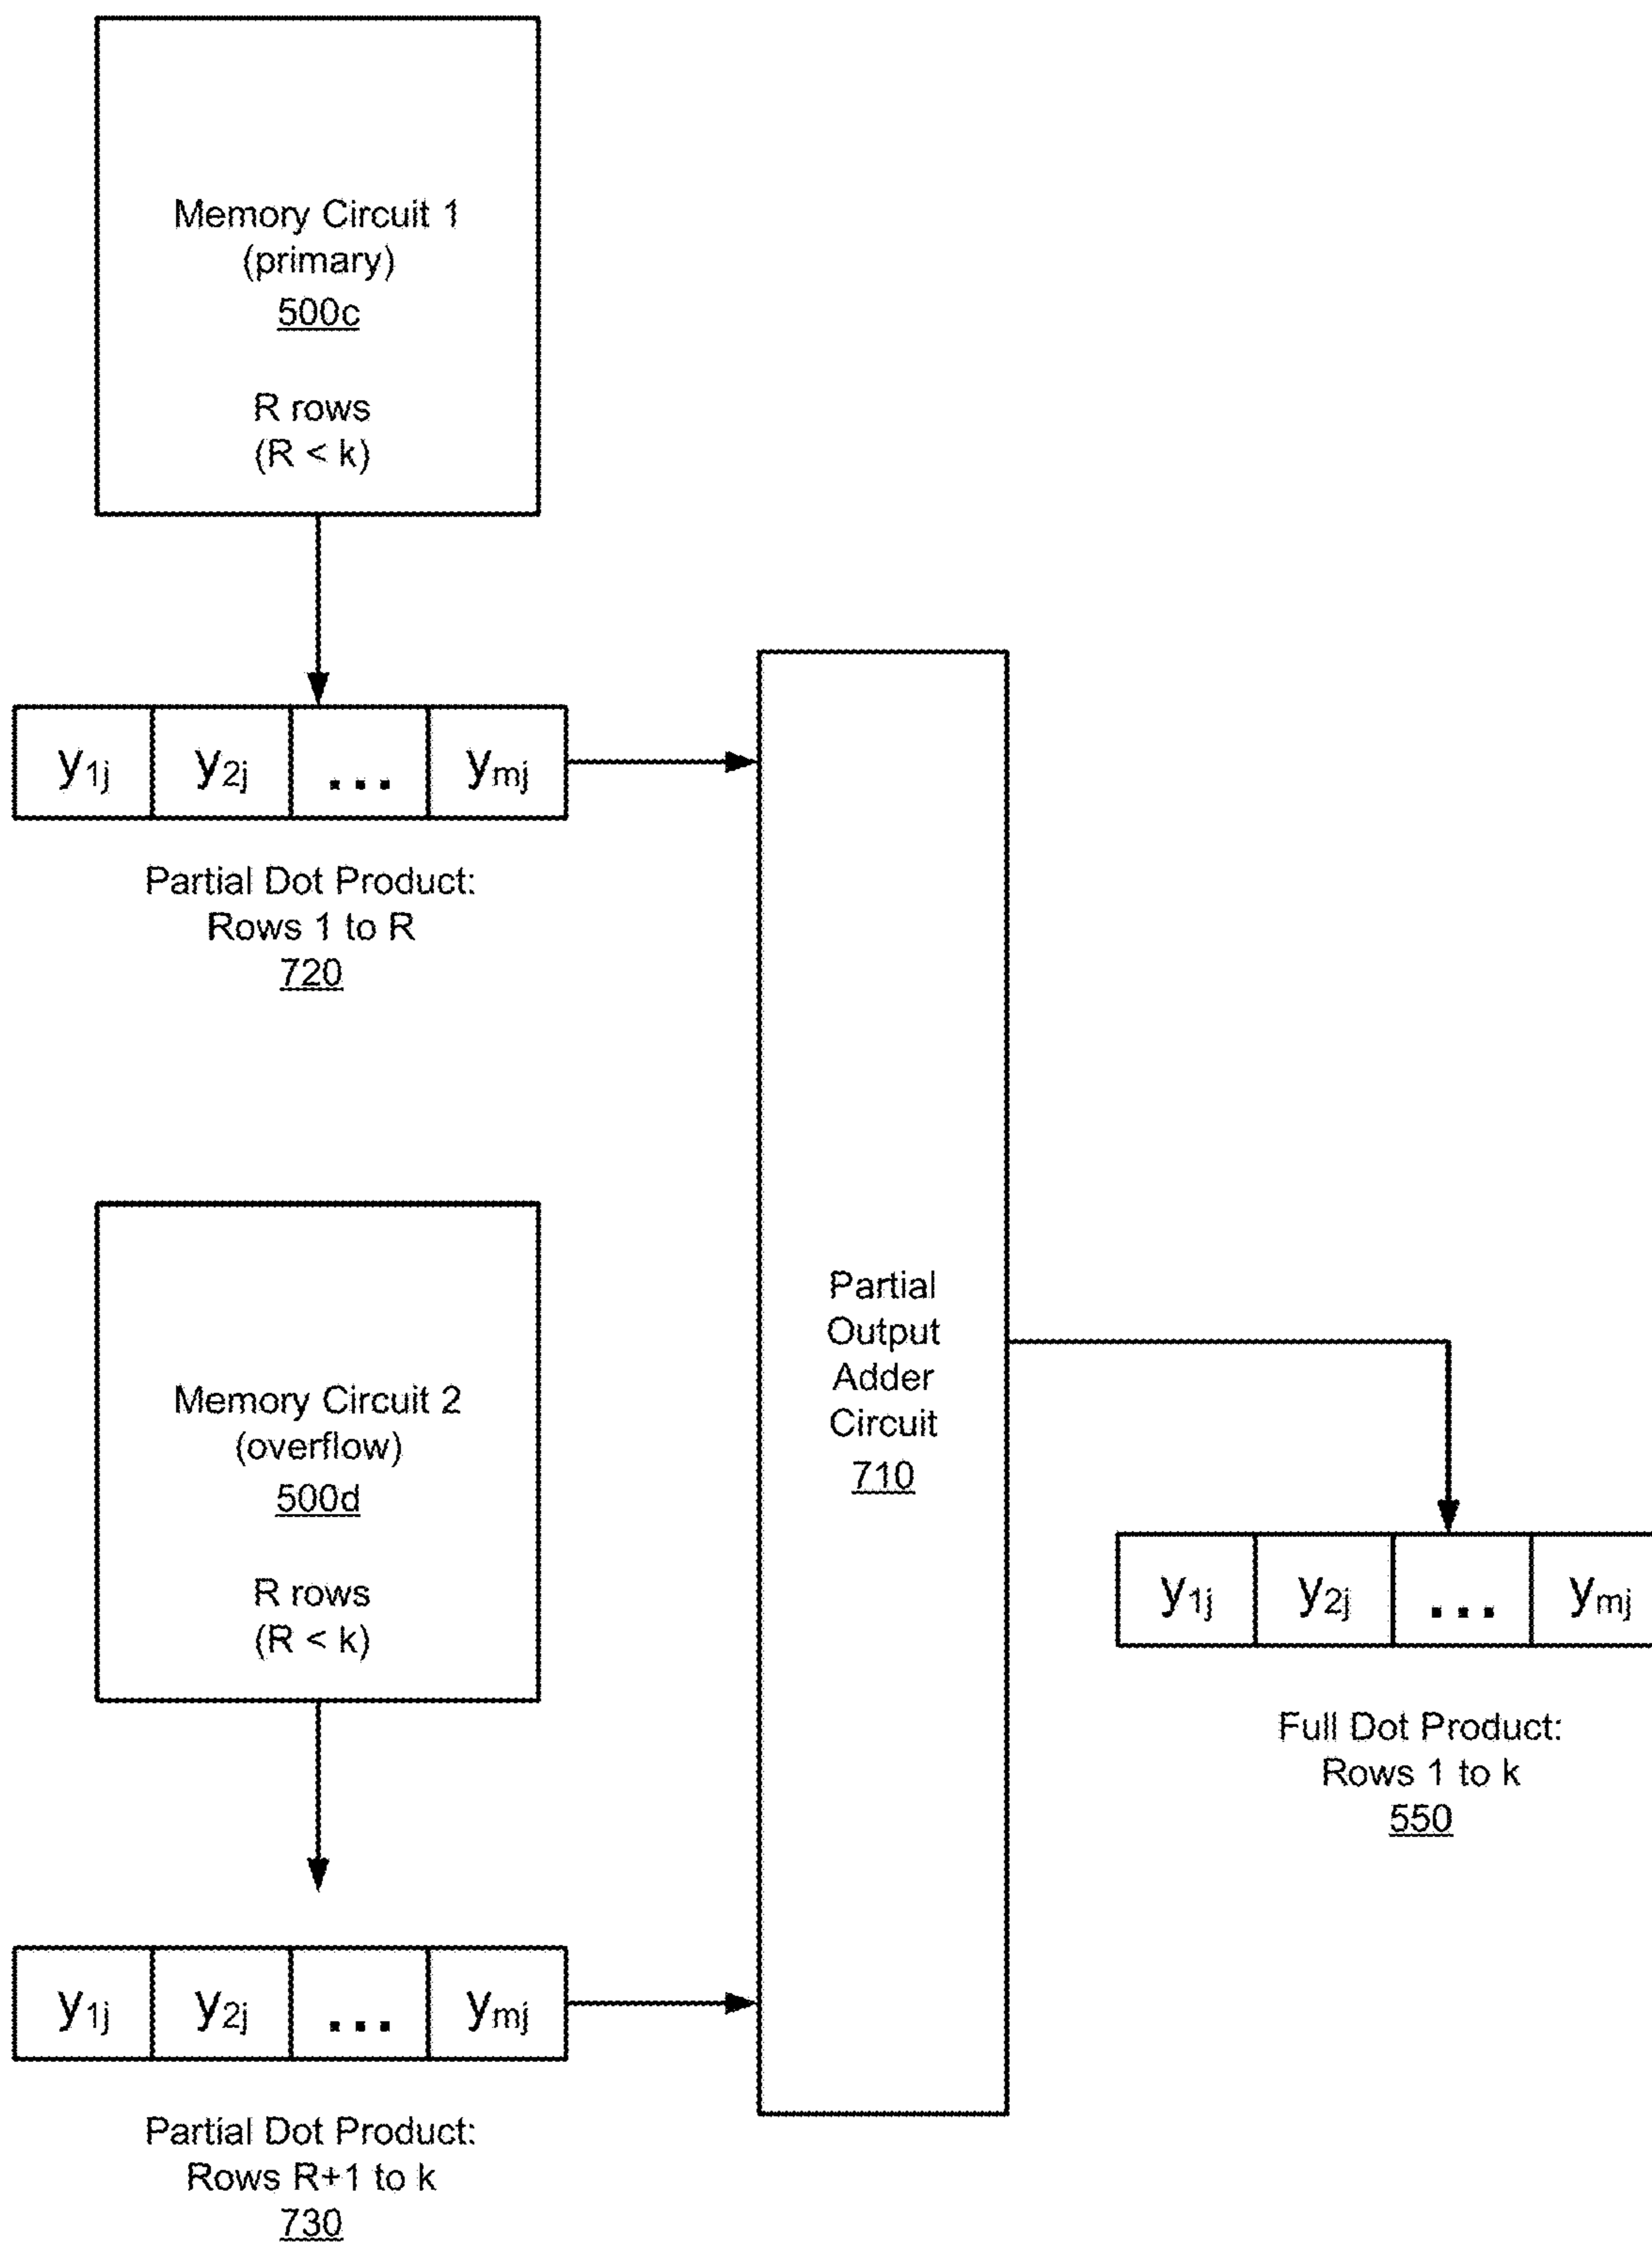 Memory Circuit 1
(primary)
500c
R rows
(R < k)
y1j y2j ... ymj
Partial Dot Product:
Rows 1 to R
720
Memory Circuit 2
(overflow)
500d
R rows
(R < k)
y1j y2j ... ymj
Partial Dot Product:
Rows R+1 to k
730
Partial
Output
Adder
Circuit
710
y1j y2j ... ymj
Full Dot Product:
Rows 1 to k
550